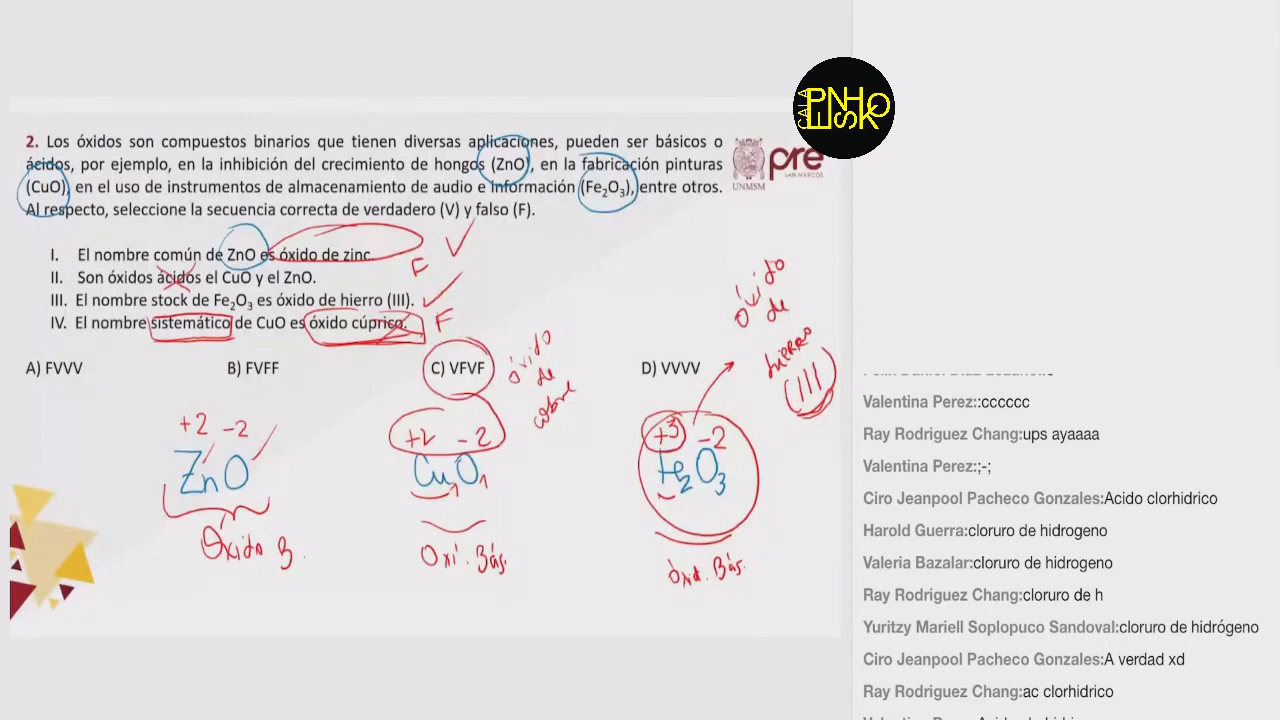 2. Los óxidos son compuestos binarios que tienen diversas aplicaciones, pueden ser básicos o
ácidos, por ejemplo, en la inhibición del crecimiento de hongos (ZnO), en la fabricación pinturas
(CuO), en el uso de instrumentos de almacenamiento de audio e información (Fe₂O₃), entre otros.
Al respecto, seleccione la secuencia correcta de verdadero (V) y falso (F).
UNMSM
pre
SAN MARCOS
CALA
PENHO
ESK
I. El nombre común de ZnO es óxido de zinc.
II. Son óxidos ácidos el CuO y el ZnO.
F
III. El nombre stock de Fe₂O₃ es óxido de hierro (III).
IV. El nombre sistemático de CuO es óxido cúprico.
F
A) FVVV
B) FVFF
C) VFVF
D) VVVV
óxido
de
cobre
óxido
de
hierro
(III)
+2 -2
ZnO
Óxido B.
+2 -2
Cu₁O₁
Oxi. Bás.
+3 -2
Fe₂O₃
óxid. Bás.
Valentina Perez::cccccc
Ray Rodriguez Chang:ups ayaaaa
Valentina Perez:;-;
Ciro Jeanpool Pacheco Gonzales:Acido clorhidrico
Harold Guerra:cloruro de hidrogeno
Valeria Bazalar:cloruro de hidrogeno
Ray Rodriguez Chang:cloruro de h
Yuritzy Mariell Soplopuco Sandoval:cloruro de hidrógeno
Ciro Jeanpool Pacheco Gonzales:A verdad xd
Ray Rodriguez Chang:ac clorhidrico